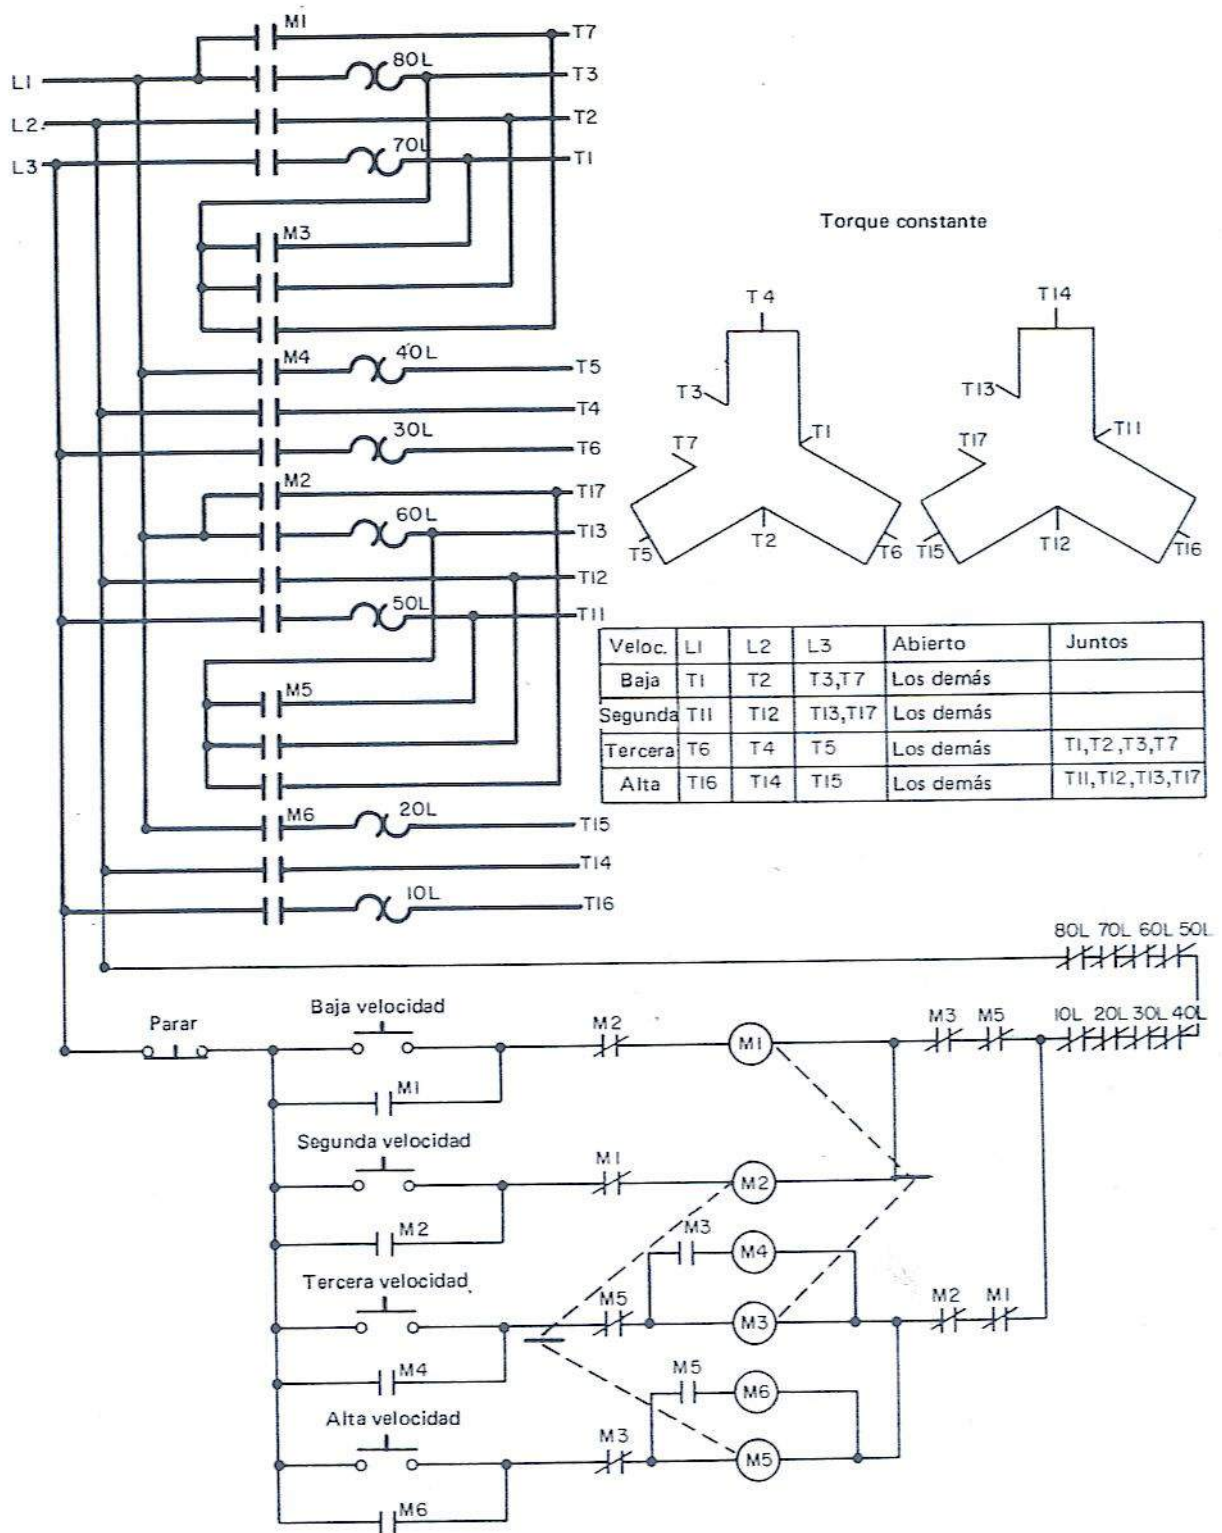 M1
T7
L1
80L
T3
L2.
T2
L3
70L
T1
M3
Torque constante
M4
40L
T5
T4
30L
T6
M2
T17
60L
T13
T12
50L
T11
M5
M6
20L
T15
T14
10L
T16
T4
T3
T1
T7
T5
T2
T6
T14
T13
T11
T17
T15
T12
T16
Veloc. L1 L2 L3 Abierto Juntos
Baja T1 T2 T3,T7 Los demás
Segunda T11 T12 T13,T17 Los demás
Tercera T6 T4 T5 Los demás T1,T2,T3,T7
Alta T16 T14 T15 Los demás T11,T12,T13,T17
80L 70L 60L 50L
10L 20L 30L 40L
Parar
Baja velocidad
M2
M1
M3
M5
M1
Segunda velocidad
M1
M2
M2
Tercera velocidad
M5
M3
M4
M3
M2
M1
M4
Alta velocidad
M3
M5
M6
M5
M6